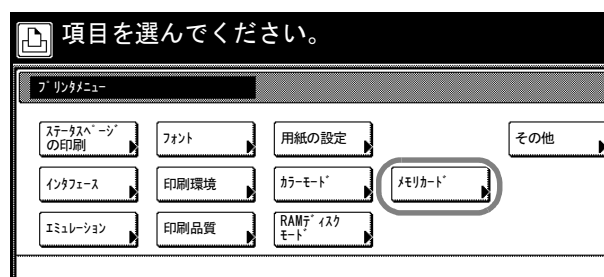 項目を選んでください。
ﾌﾟﾘﾝﾀﾒﾆｭｰ
ｽﾃｰﾀｽﾍﾟｰｼﾞ
の印刷
ﾌｫﾝﾄ
用紙の設定
その他
ｲﾝﾀﾌｪｰｽ
印刷環境
ｶﾗｰﾓｰﾄﾞ
ﾒﾓﾘｶｰﾄﾞ
ｴﾐｭﾚｰｼｮﾝ
印刷品質
RAMﾃﾞｨｽｸ
ﾓｰﾄﾞ